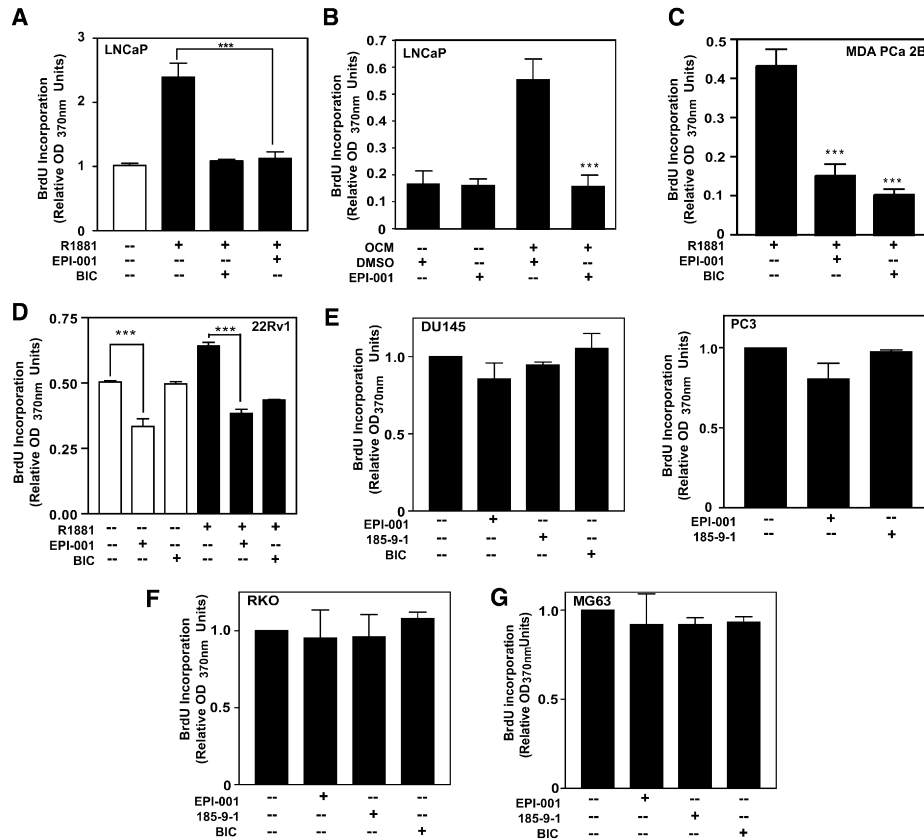 A
BrdU Incorporation
(Relative OD 370nm Units)
LNCaP
***
3
2
1
0
R1881 -- + + +
EPI-001 -- -- -- +
BIC -- -- + --
B
BrdU Incorporation
(Relative OD 370nm Units)
LNCaP
***
0.7
0.6
0.5
0.4
0.3
0.2
0.1
0.0
OCM -- -- + +
DMSO + -- + --
EPI-001 -- + -- +
C
BrdU Incorporation
(Relative OD 370nm Units)
MDA PCa 2B
*** ***
0.5
0.4
0.3
0.2
0.1
0
R1881 + + +
EPI-001 -- + --
BIC -- -- +
D
BrdU Incorporation
(Relative OD 370nm Units)
22Rv1
*** ***
0.75
0.50
0.25
0.00
R1881 -- -- -- + + +
EPI-001 -- + -- -- + --
BIC -- -- + -- -- +
E
BrdU Incorporation
(Relative OD 370nm Units)
DU145
1.0
0.5
0
EPI-001 -- + -- --
185-9-1 -- -- + --
BIC -- -- -- +
BrdU Incorporation
(Relative OD 370nm Units)
PC3
1.0
0.5
0
EPI-001 -- + --
185-9-1 -- -- +
F
BrdU Incorporation
(Relative OD 370nm Units)
RKO
1.0
0.5
0
EPI-001 -- + -- --
185-9-1 -- -- + --
BIC -- -- -- +
G
BrdU incorporation
(Relative OD370nmUnits)
MG63
1.0
0.5
0
EPI-001 -- + -- --
185-9-1 -- -- + --
BIC -- -- -- +